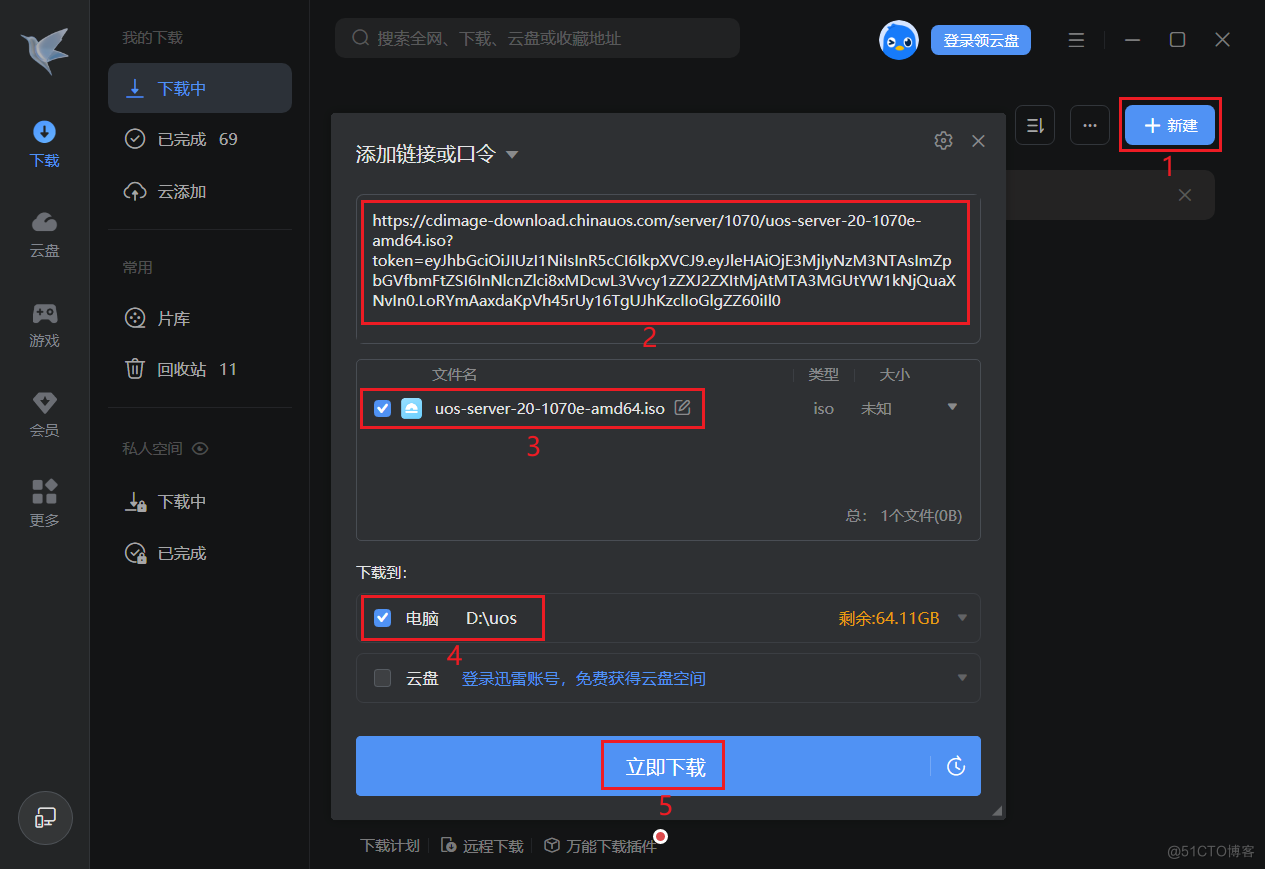 我的下载
搜索全网、下载、云盘或收藏地址
登录领云盘
下载中
已完成 69
云添加
下载
云盘
游戏
会员
更多
常用
片库
回收站 11
私人空间
下载中
已完成
新建
1
添加链接或口令
https://cdimage-download.chinauos.com/server/1070/uos-server-20-1070e-
amd64.iso?
token=eyJhbGciOiJIUzI1NiIsInR5cCI6IkpXVCJ9.eyJleHAiOjE3MjIyNzM3NTAsImZp
bGVfbmFtZSI6InNlcnZlci8xMDcwL3Vvcy1zZXJ2ZXItMjAtMTA3MGUtYW1kNjQuaX
NvIn0.LoRYmAaxdaKpVh45rUy16TgUJhKzclIoGlgZZ60iIl0
2
文件名 类型 大小
uos-server-20-1070e-amd64.iso iso 未知
3
总： 1个文件(0B)
下载到：
电脑 D:\uos 剩余:64.11GB
4
云盘 登录迅雷账号，免费获得云盘空间
立即下载
5
下载计划 远程下载 万能下载插件
@51CTO博客